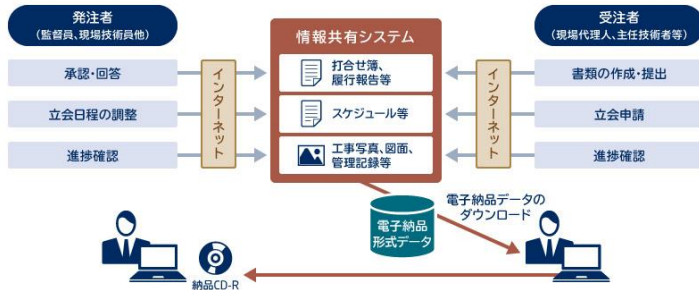 発注者
(監督員、現場技術員他)
承認・回答
立会日程の調整
進捗確認
インターネット
情報共有システム
打合せ簿、
履行報告等
スケジュール等
工事写真、図面、
管理記録等
インターネット
受注者
(現場代理人、主任技術者等)
書類の作成・提出
立会申請
進捗確認
電子納品
形式データ
電子納品データの
ダウンロード
納品CD-R